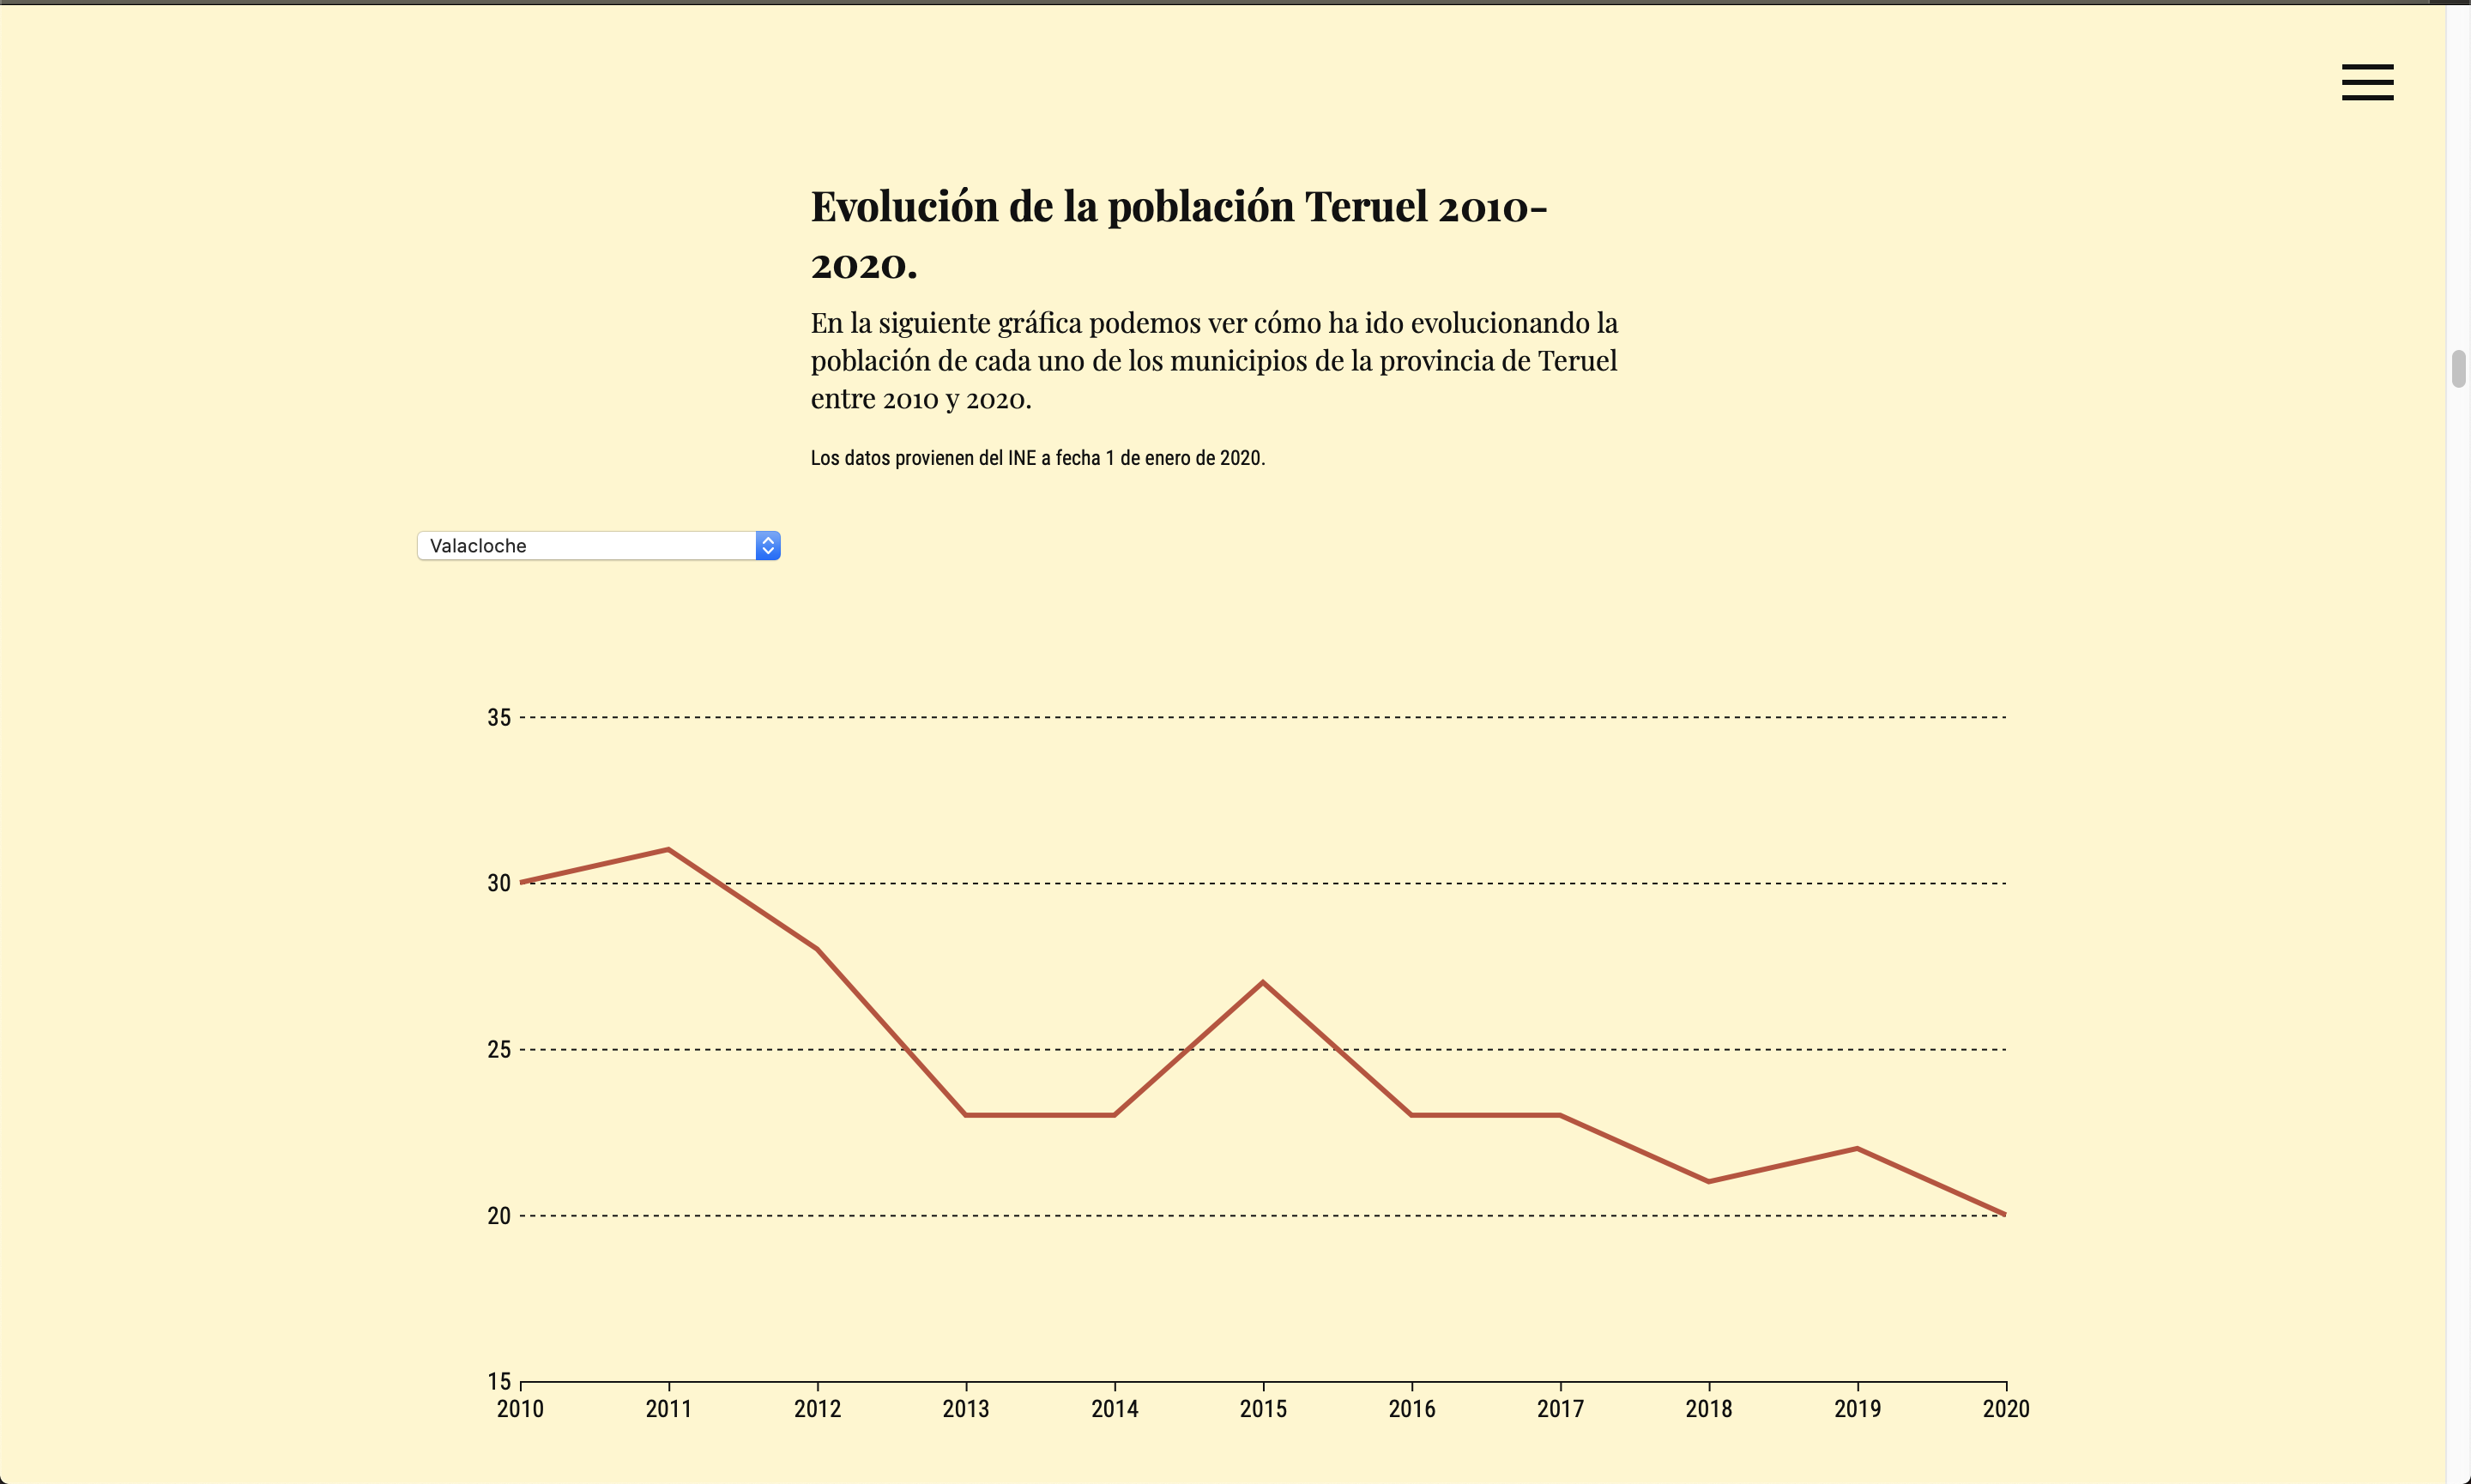 Evolución de la población Teruel 2010-
2020.
En la siguiente gráfica podemos ver cómo ha ido evolucionando la
población de cada uno de los municipios de la provincia de Teruel
entre 2010 y 2020.
Los datos provienen del INE a fecha 1 de enero de 2020.
Valacloche
35
30
25
20
15
2010 2011 2012 2013 2014 2015 2016 2017 2018 2019 2020